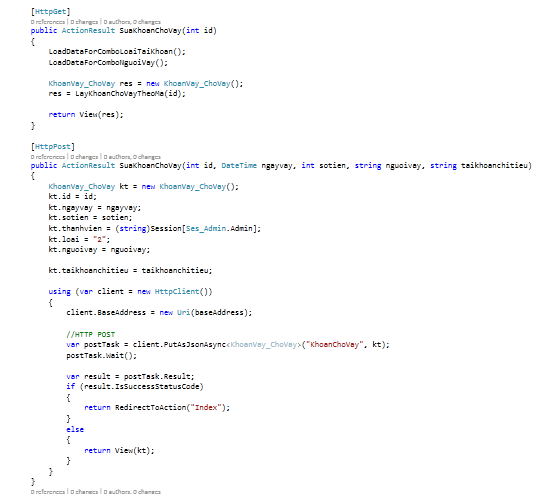 [HttpGet]
0 references | 0 changes | 0 authors, 0 changes
public ActionResult SuaKhoanChoVay(int id)
{
LoadDataForComboLoaiTaiKhoan();
LoadDataForComboNguoiVay();
KhoanVay_ChoVay res = new KhoanVay_ChoVay();
res = LayKhoanChoVayTheoMa(id);
return View(res);
}
[HttpPost]
0 references | 0 changes | 0 authors, 0 changes
public ActionResult SuaKhoanChoVay(int id, DateTime ngayvay, int sotien, string nguoivay, string taikhoanchitieu)
{
KhoanVay_ChoVay kt = new KhoanVay_ChoVay();
kt.id = id;
kt.ngayvay = ngayvay;
kt.sotien = sotien;
kt.thanhvien = (string)Session[Ses_Admin.Admin];
kt.loai = "2";
kt.nguoivay = nguoivay;
kt.taikhoanchitieu = taikhoanchitieu;
using (var client = new HttpClient())
{
client.BaseAddress = new Uri(baseAddress);
//HTTP POST
var postTask = client.PutAsJsonAsync<KhoanVay_ChoVay>("KhoanChoVay", kt);
postTask.Wait();
var result = postTask.Result;
if (result.IsSuccessStatusCode)
{
return RedirectToAction("Index");
}
else
{
return View(kt);
}
}
}
0 references | 0 changes | 0 authors, 0 changes